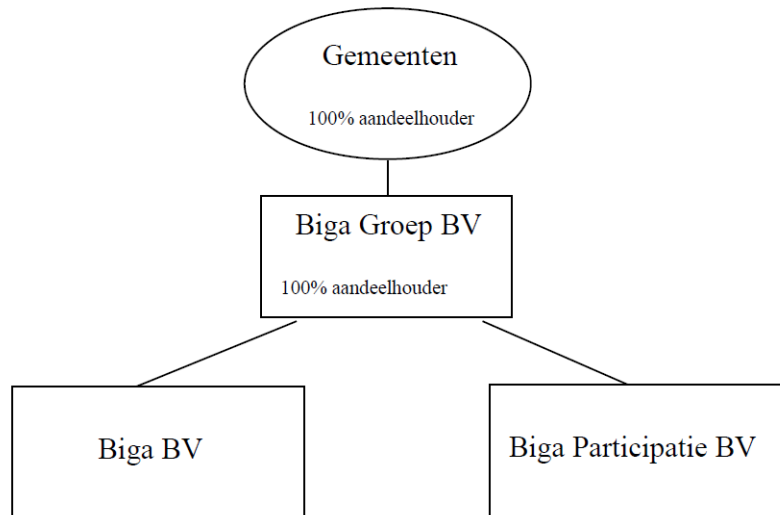 Gemeenten
100% aandeelhouder
Biga Groep BV
100% aandeelhouder
Biga BV
Biga Participatie BV